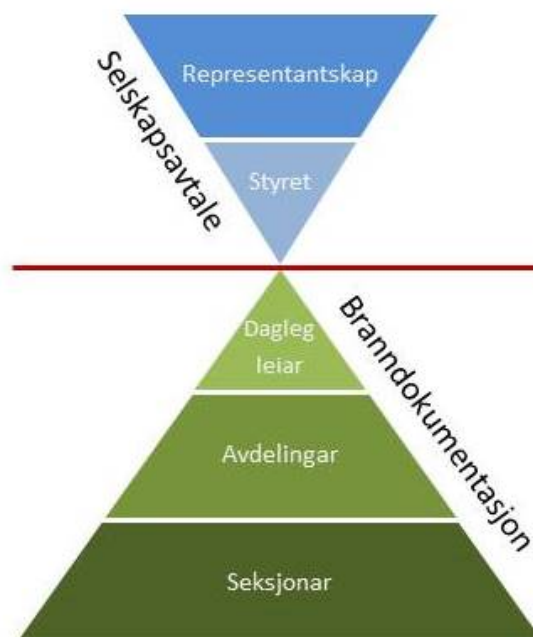 Representantskap
Selskapsavtale
Styret
Dagleg
leiar
Branndokumentasjon
Avdelingar
Seksjonar